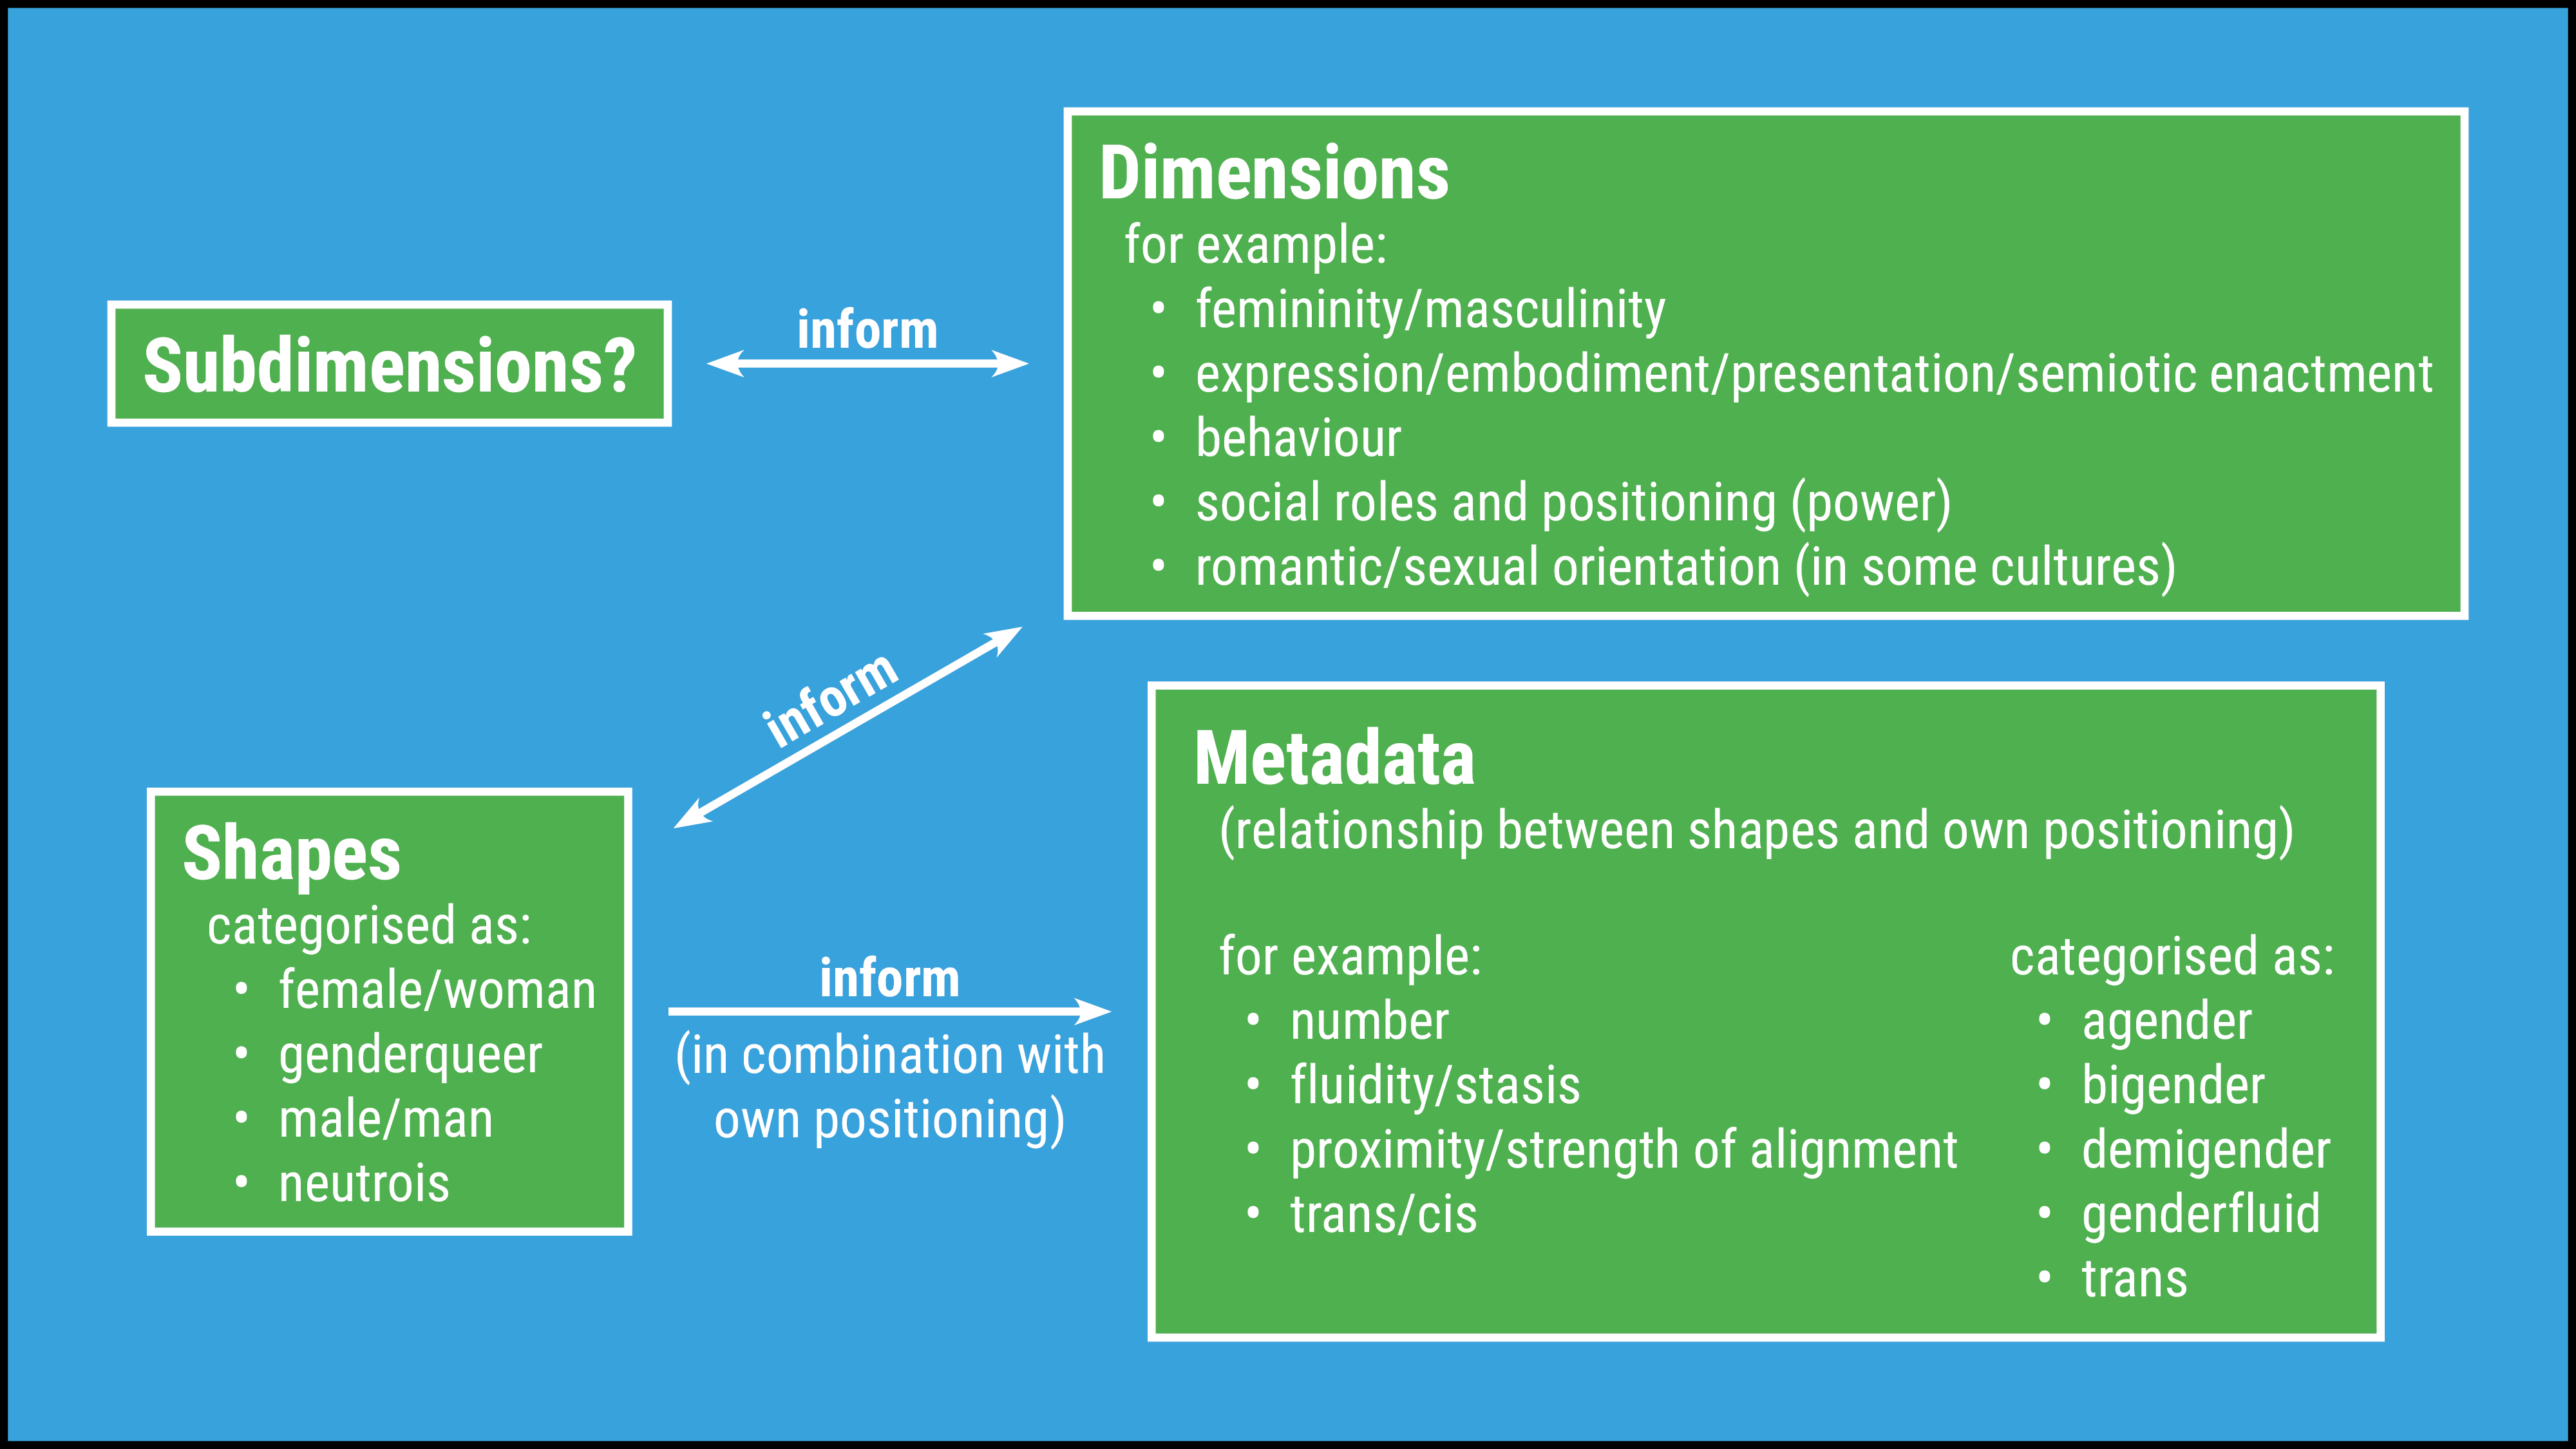 Subdimensions?
inform
Dimensions
for example:
• femininity/masculinity
• expression/embodiment/presentation/semiotic enactment
• behaviour
• social roles and positioning (power)
• romantic/sexual orientation (in some cultures)
inform
Shapes
categorised as:
• female/woman
• genderqueer
• male/man
• neutrois
inform
(in combination with
own positioning)
Metadata
(relationship between shapes and own positioning)
for example:
• number
• fluidity/stasis
• proximity/strength of alignment
• trans/cis
categorised as:
• agender
• bigender
• demigender
• genderfluid
• trans